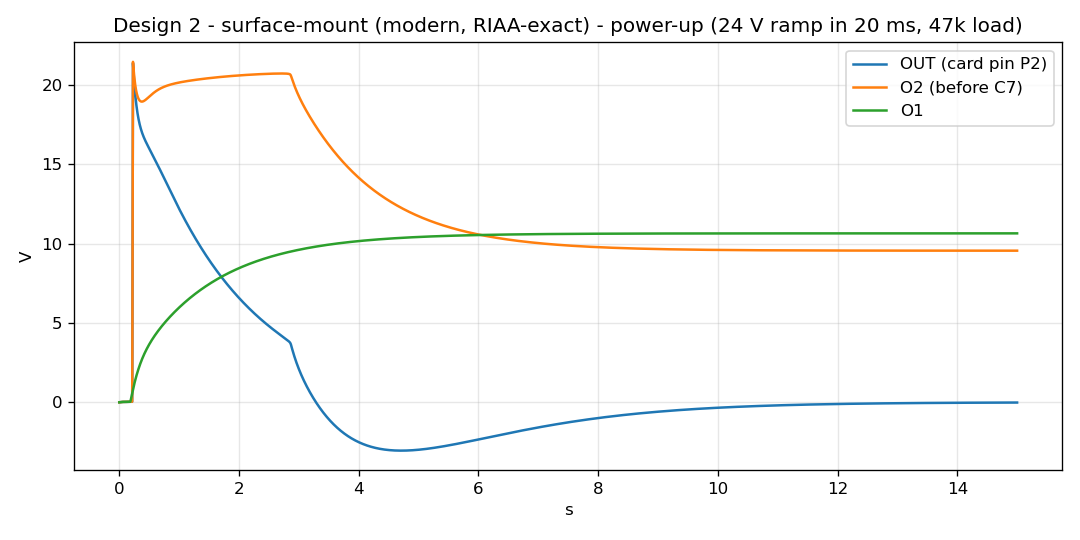 Design 2 - surface-mount (modern, RIAA-exact) - power-up (24 V ramp in 20 ms, 47k load)
OUT (card pin P2)
O2 (before C7)
O1
V
20
15
10
5
0
0 2 4 6 8 10 12 14
s